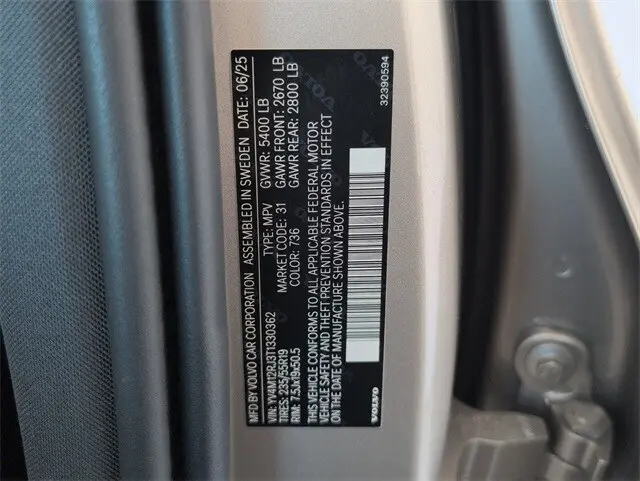 MFD BY VOLVO CAR CORPORATION ASSEMBLED IN SWEDEN DATE: 06/25
VIN: YV4M12RJ3T1330362 TYPE: MPV GVWR: 5400 LB
TIRES: 235/55R19 MARKET CODE: 31 GAWR FRONT: 2670 LB
RIM: 7.5Jx19x50.5 COLOR: 736 GAWR REAR: 2800 LB
THIS VEHICLE CONFORMS TO ALL APPLICABLE FEDERAL MOTOR
VEHICLE SAFETY AND THEFT PREVENTION STANDARDS IN EFFECT
ON THE DATE OF MANUFACTURE SHOWN ABOVE.
VOLVO 32390594